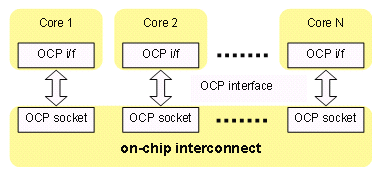 Core 1 Core 2 Core N
OCP i/f OCP i/f OCP i/f
OCP interface
OCP socket OCP socket OCP socket
on-chip interconnect